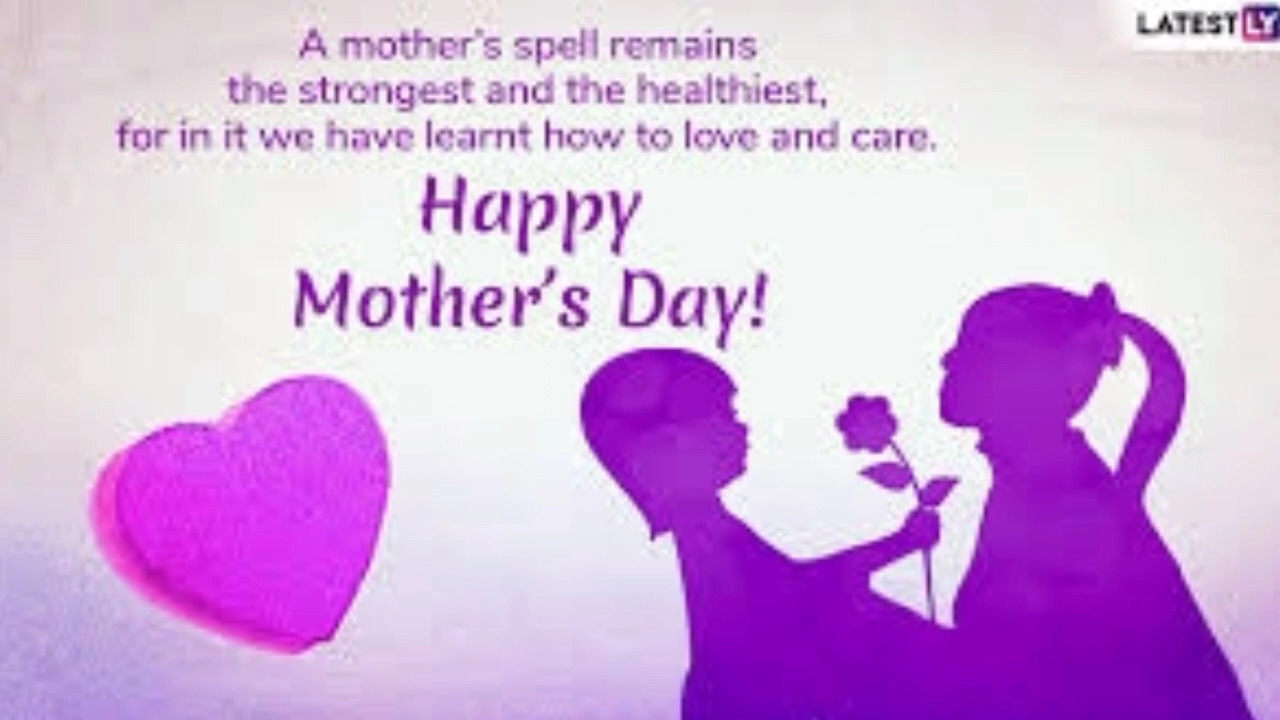 LATESTLY
A mother's spell remains
the strongest and the healthiest,
for in it we have learnt how to love and care.
Happy
Mother's Day!